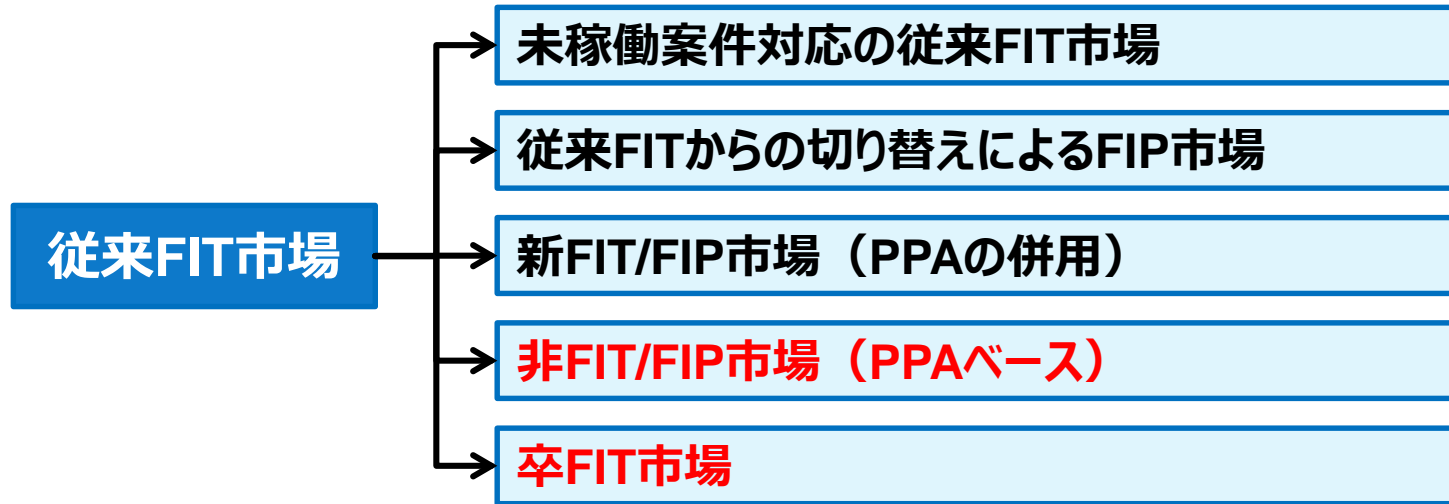 未稼働案件対応の従来FIT市場
従来FITからの切り替えによるFIP市場
従来FIT市場
新FIT/FIP市場（PPAの併用）
非FIT/FIP市場（PPAベース）
卒FIT市場